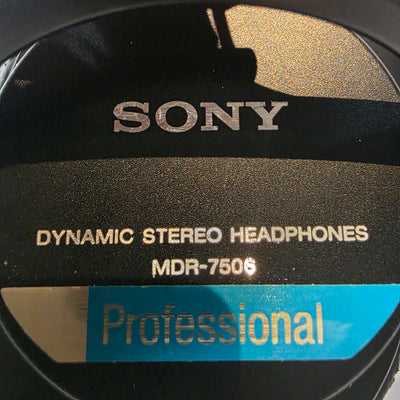 SONY
DYNAMIC STEREO HEADPHONES
MDR-7506
Professional